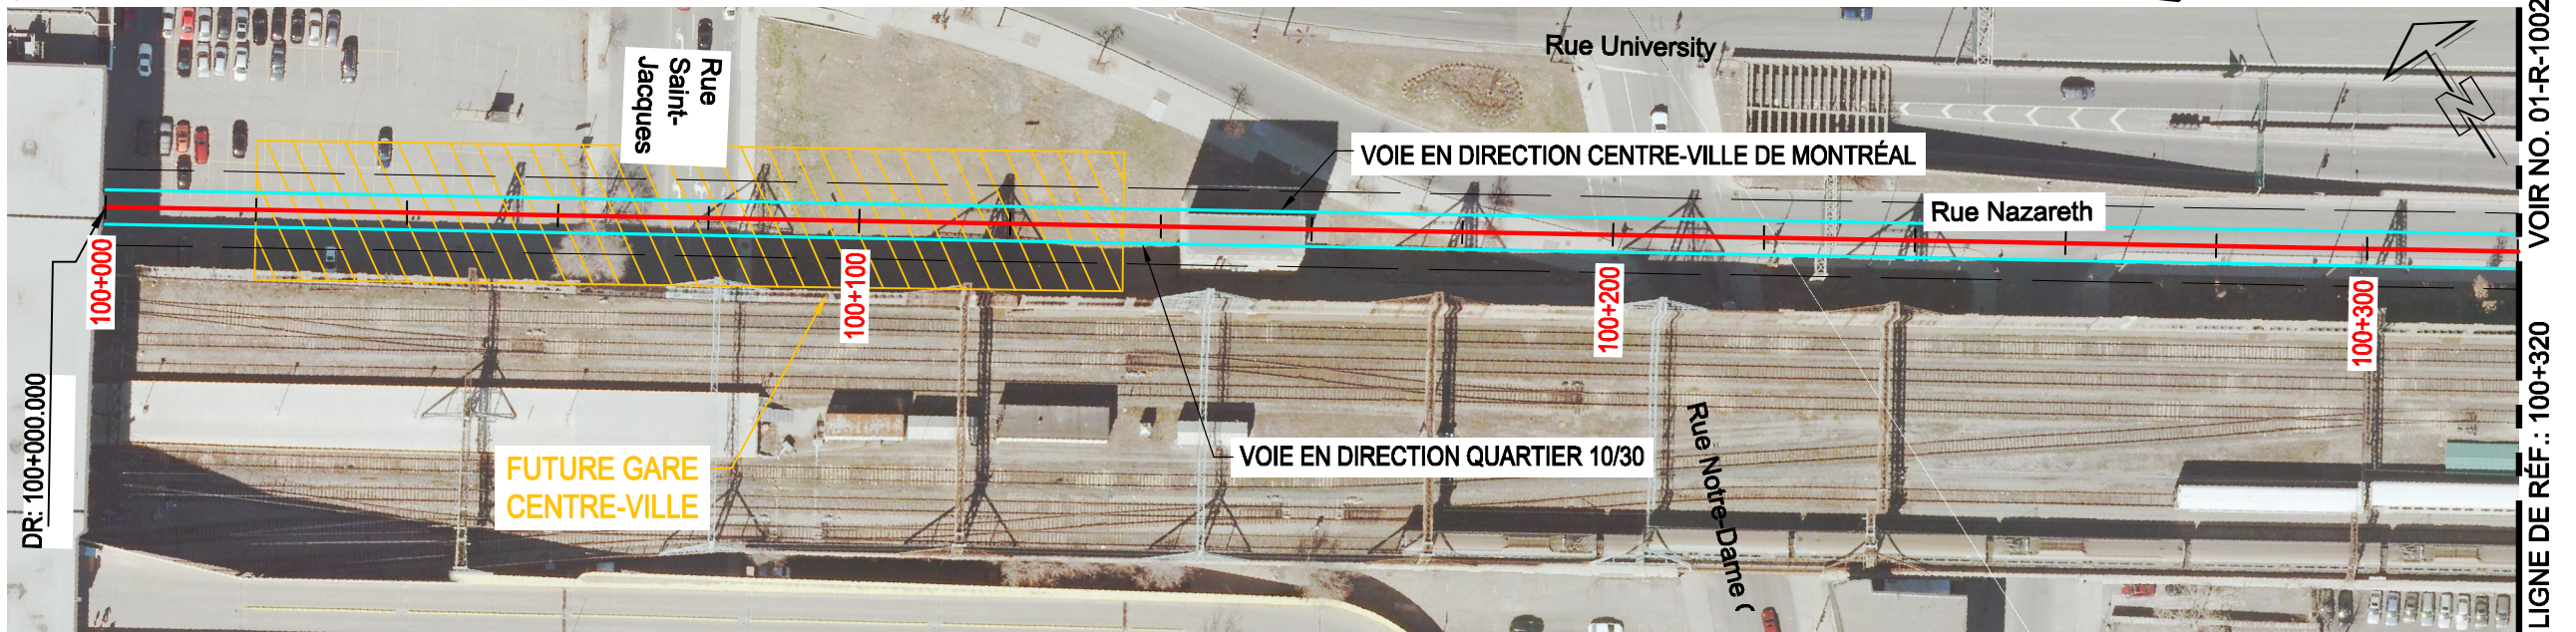 Rue
Saint-
Jacques
Rue University
VOIE EN DIRECTION CENTRE-VILLE DE MONTRÉAL
Rue Nazareth
N
100+000
100+100
100+200
100+300
DR: 100+000.000
FUTURE GARE
CENTRE-VILLE
VOIE EN DIRECTION QUARTIER 10/30
Rue Notre-Dame (
LIGNE DE RÉF.: 100+320 VOIR NO. 01-R-1002